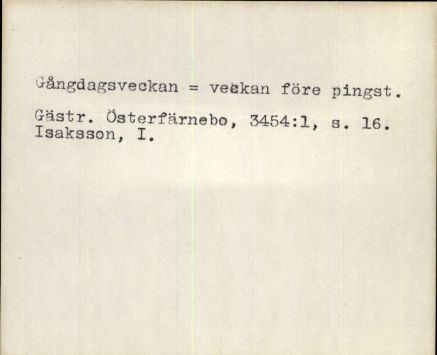 Gångdagsveckan = veckan före pingst.
Gästr. Österfärnebo, 3454:1, s. 16.
Isaksson, I.